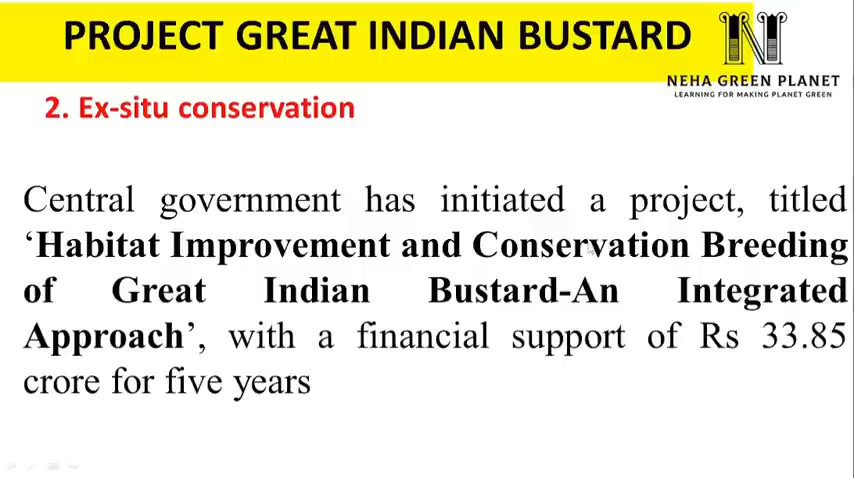 PROJECT GREAT INDIAN BUSTARD
N
NEHA GREEN PLANET
LEARNING FOR MAKING PLANET GREEN
2. Ex-situ conservation
Central government has initiated a project, titled
‘Habitat Improvement and Conservation Breeding
of Great Indian Bustard-An Integrated
Approach’, with a financial support of Rs 33.85
crore for five years